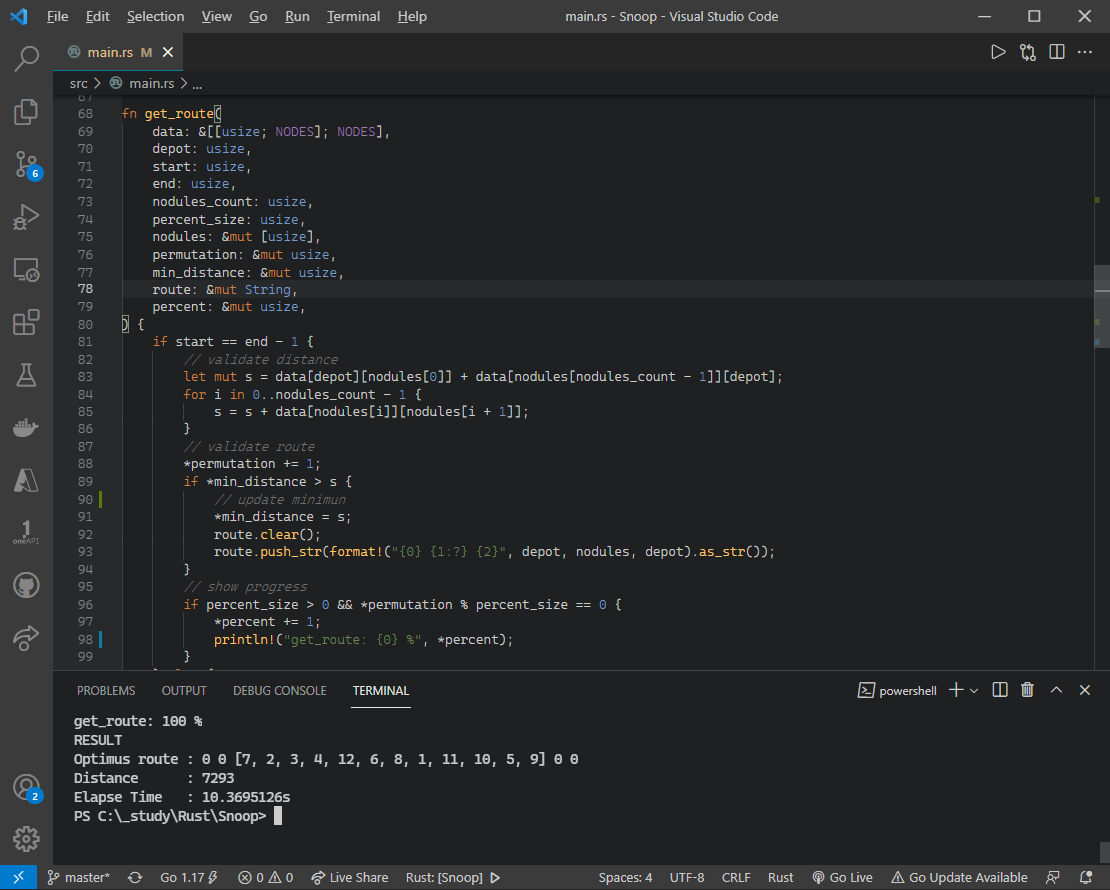 File Edit Selection View Go Run Terminal Help
main.rs - Snoop - Visual Studio Code
main.rs M
src > main.rs > ...
67
68 fn get_route(
69 data: &[[usize; NODES]; NODES],
70 depot: usize,
71 start: usize,
72 end: usize,
73 nodules_count: usize,
74 percent_size: usize,
75 nodules: &mut [usize],
76 permutation: &mut usize,
77 min_distance: &mut usize,
78 route: &mut String,
79 percent: &mut usize,
80 ) {
81 if start == end - 1 {
82 // validate distance
83 let mut s = data[depot][nodules[0]] + data[nodules[nodules_count - 1]][depot];
84 for i in 0..nodules_count - 1 {
85 s = s + data[nodules[i]][nodules[i + 1]];
86 }
87 // validate route
88 *permutation += 1;
89 if *min_distance > s {
90 // update minimun
91 *min_distance = s;
92 route.clear();
93 route.push_str(format!("{0} {1:?} {2}", depot, nodules, depot).as_str());
94 }
95 // show progress
96 if percent_size > 0 && *permutation % percent_size == 0 {
97 *percent += 1;
98 println!("get_route: {0} %", *percent);
99 }
6
PROBLEMS OUTPUT DEBUG CONSOLE TERMINAL
powershell
get_route: 100 %
RESULT
Optimus route : 0 0 [7, 2, 3, 4, 12, 6, 8, 1, 11, 10, 5, 9] 0 0
Distance : 7293
Elapse Time : 10.3695126s
PS C:\_study\Rust\Snoop>
1
oneAPI
2
master* Go 1.17 0 0 Live Share Rust: [Snoop] Spaces: 4 UTF-8 CRLF Rust Go Live Go Update Available